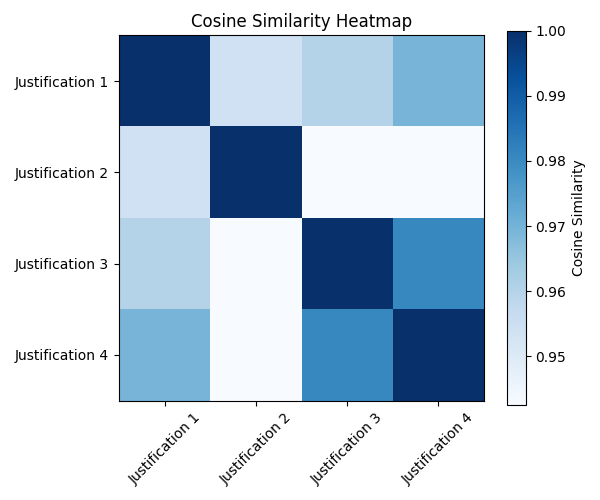 Cosine Similarity Heatmap
Justification 1
Justification 2
Justification 3
Justification 4
Justification 1
Justification 2
Justification 3
Justification 4
1.00
0.99
0.98
0.97
0.96
0.95
Cosine Similarity